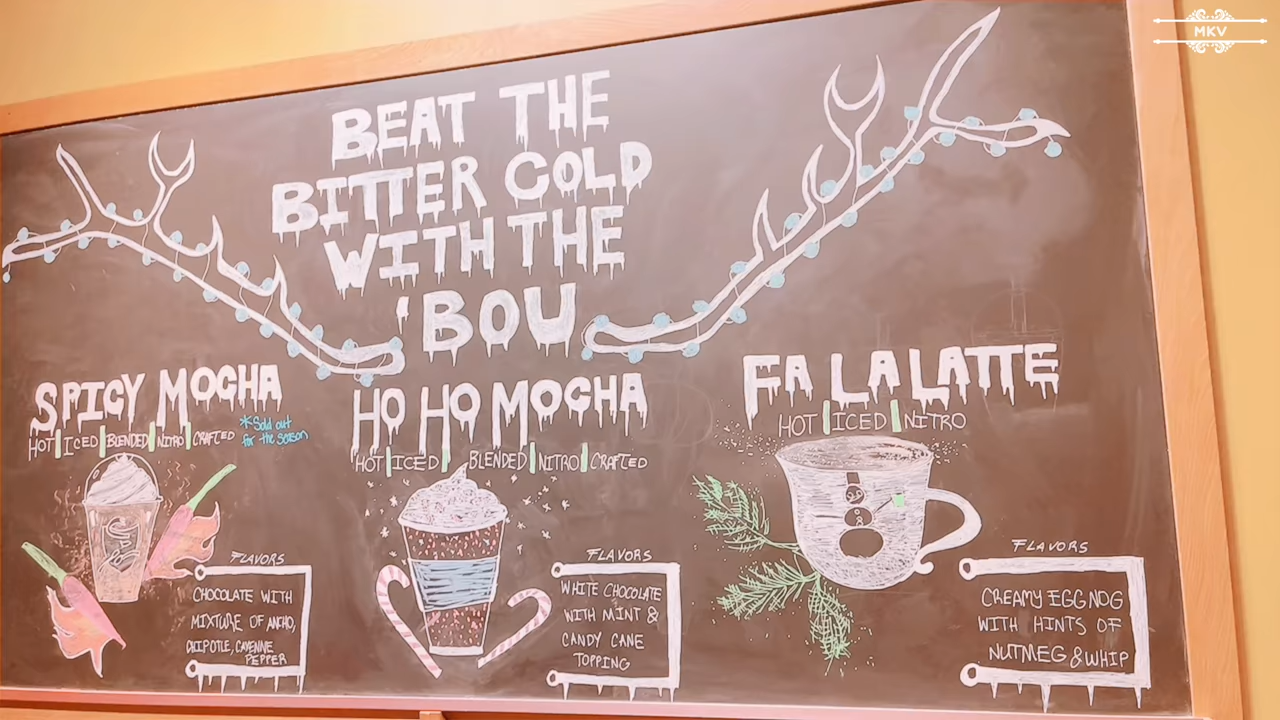 MKV
BEAT THE
BITTER COLD
WITH THE
'BOU
SPICY MOCHA
HOT|ICED|BLENDED|NITRO|CRAFTED
*Sold out
for the season
FLAVORS
CHOCOLATE WITH
MIXTURE OF ANCHO,
CHIPOTLE, CAYENNE
PEPPER
HO HO MOCHA
HOT|ICED|BLENDED|NITRO|CRAFTED
FLAVORS
WHITE CHOCOLATE
WITH MINT &
CANDY CANE
TOPPING
FA LA LATTE
HOT|ICED|NITRO
FLAVORS
CREAMY EGGNOG
WITH HINTS OF
NUTMEG & WHIP